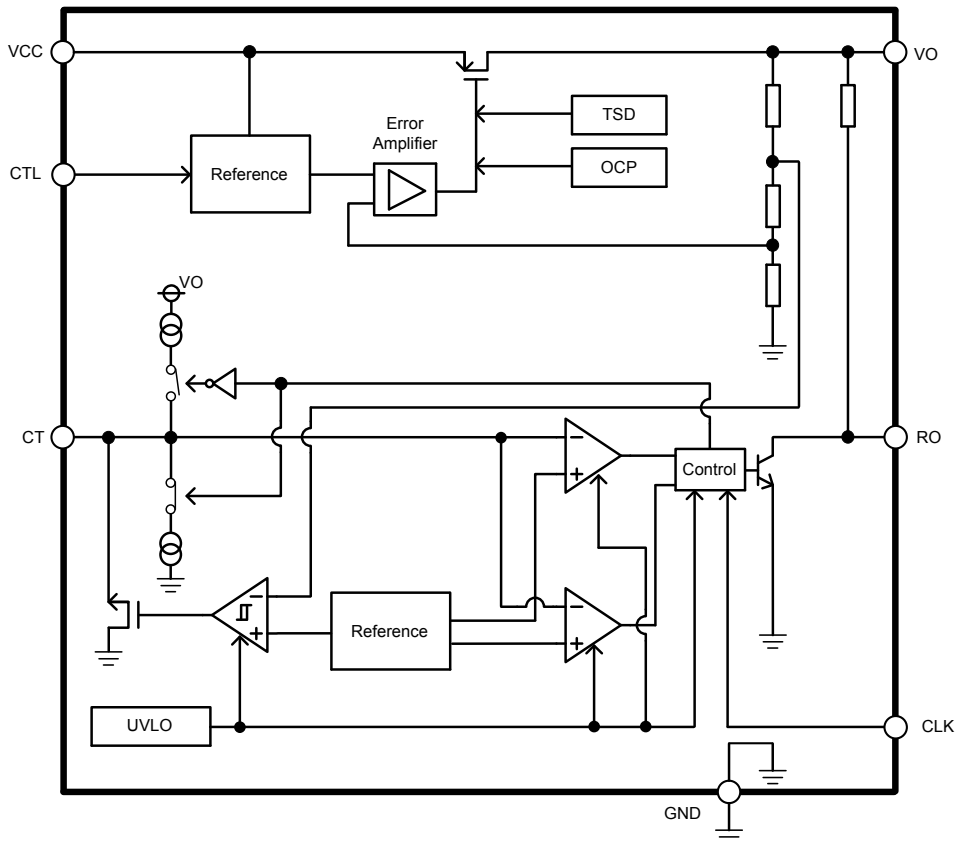 VCC
VO
TSD
Error
Amplifier
OCP
CTL
Reference
VO
CT
−
+
Control
RO
−
+
Reference
−
+
UVLO
CLK
GND